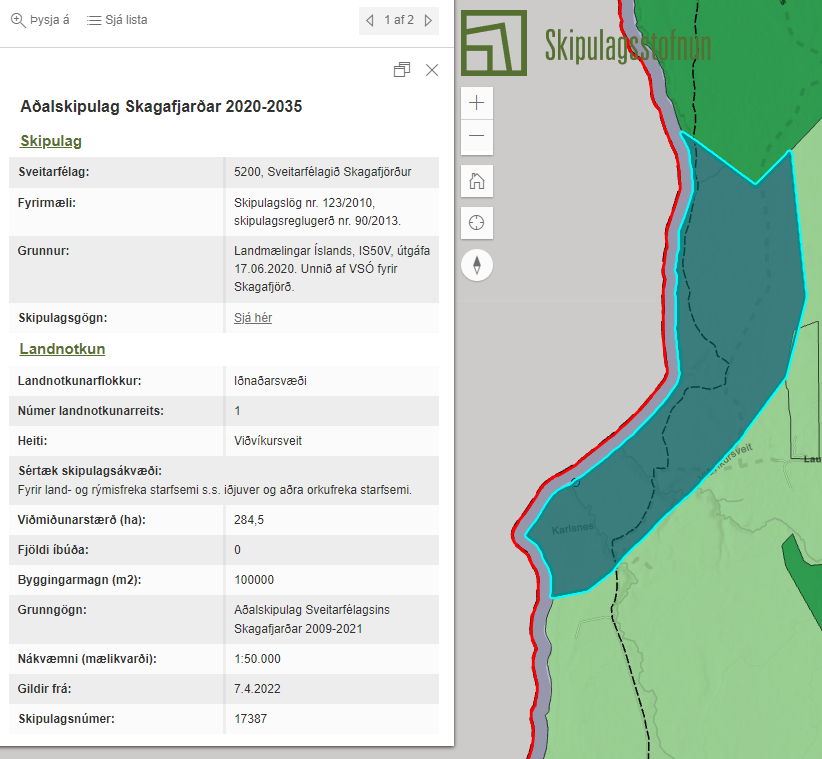 Þysja á
Sjá lista
1 af 2
Aðalskipulag Skagafjarðar 2020-2035
Skipulag
Sveitarfélag: 5200, Sveitarfélagið Skagafjörður
Fyrirmæli: Skipulagslög nr. 123/2010,
skipulagsreglugerð nr. 90/2013.
Grunnur: Landmælingar Íslands, IS50V, útgáfa
17.06.2020. Unnið af VSÓ fyrir
Skagafjörð.
Skipulagsgögn: Sjá hér
Landnotkun
Landnotkunarflokkur: Iðnaðarsvæði
Númer landnotkunarreits: 1
Heiti: Viðvíkursveit
Sértæk skipulagsákvæði:
Fyrir land- og rýmisfreka starfsemi s.s. iðjuver og aðra orkufreka starfsemi.
Viðmiðunarstærð (ha): 284,5
Fjöldi íbúða: 0
Byggingarmagn (m2): 100000
Grunngögn: Aðalskipulag Sveitarfélagsins
Skagafjarðar 2009-2021
Nákvæmni (mælikvarði): 1:50.000
Gildir frá: 7.4.2022
Skipulagsnúmer: 17387
Skipulagsstofnun
Karlsnes
Lau